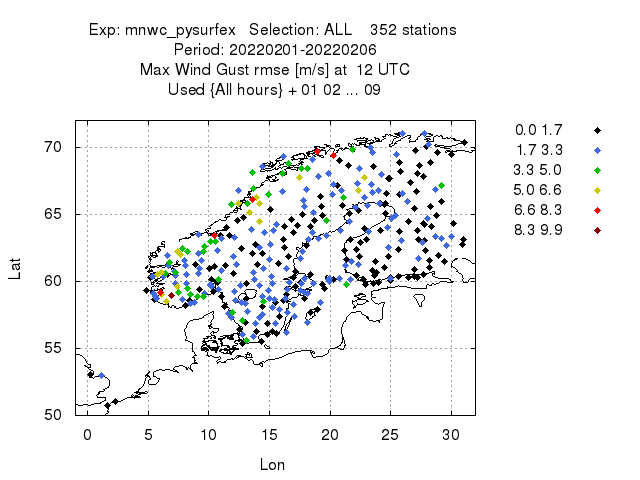 Exp: mnwc_pysurfex   Selection: ALL    352 stations
Period: 20220201-20220206
Max Wind Gust rmse [m/s] at  12 UTC
Used {All hours} + 01 02 ... 09
0.0 1.7
1.7 3.3
3.3 5.0
5.0 6.6
6.6 8.3
8.3 9.9
70
65
60
55
50
Lat
0 5 10 15 20 25 30
Lon